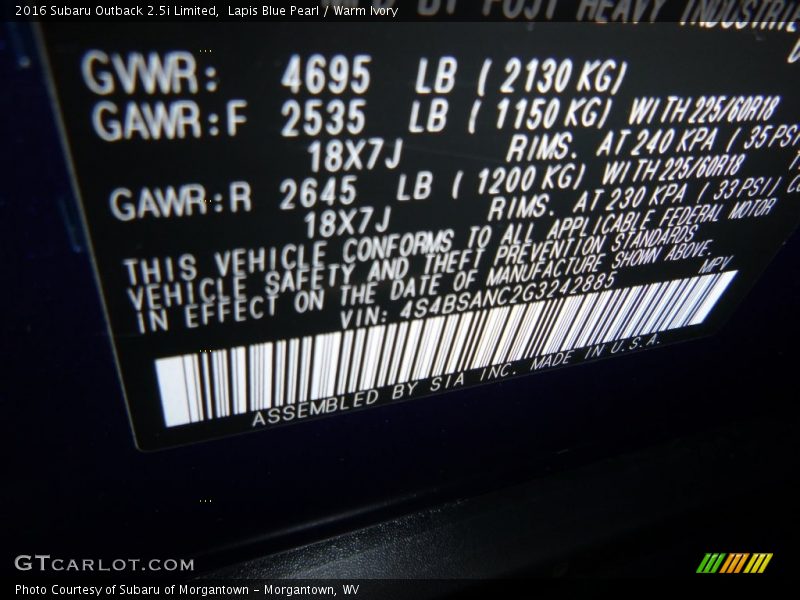 2016 Subaru Outback 2.5i Limited, Lapis Blue Pearl / Warm Ivory
BY FUJI HEAVY INDUSTRIE
GVWR: 4695 LB (2130 KG)
GAWR:F 2535 LB (1150 KG) WITH 225/60R18
18X7J RIMS. AT 240 KPA (35 PSI
GAWR:R 2645 LB (1200 KG) WITH 225/60R18
18X7J RIMS. AT 230 KPA (33 PSI)
THIS VEHICLE CONFORMS TO ALL APPLICABLE FEDERAL MOTOR
VEHICLE SAFETY AND THEFT PREVENTION STANDARDS
IN EFFECT ON THE DATE OF MANUFACTURE SHOWN ABOVE.
VIN: 4S4BSANC2G3242885 MPV
ASSEMBLED BY SIA INC. MADE IN U.S.A.
GTCARLOT.COM
Photo Courtesy of Subaru of Morgantown - Morgantown, WV